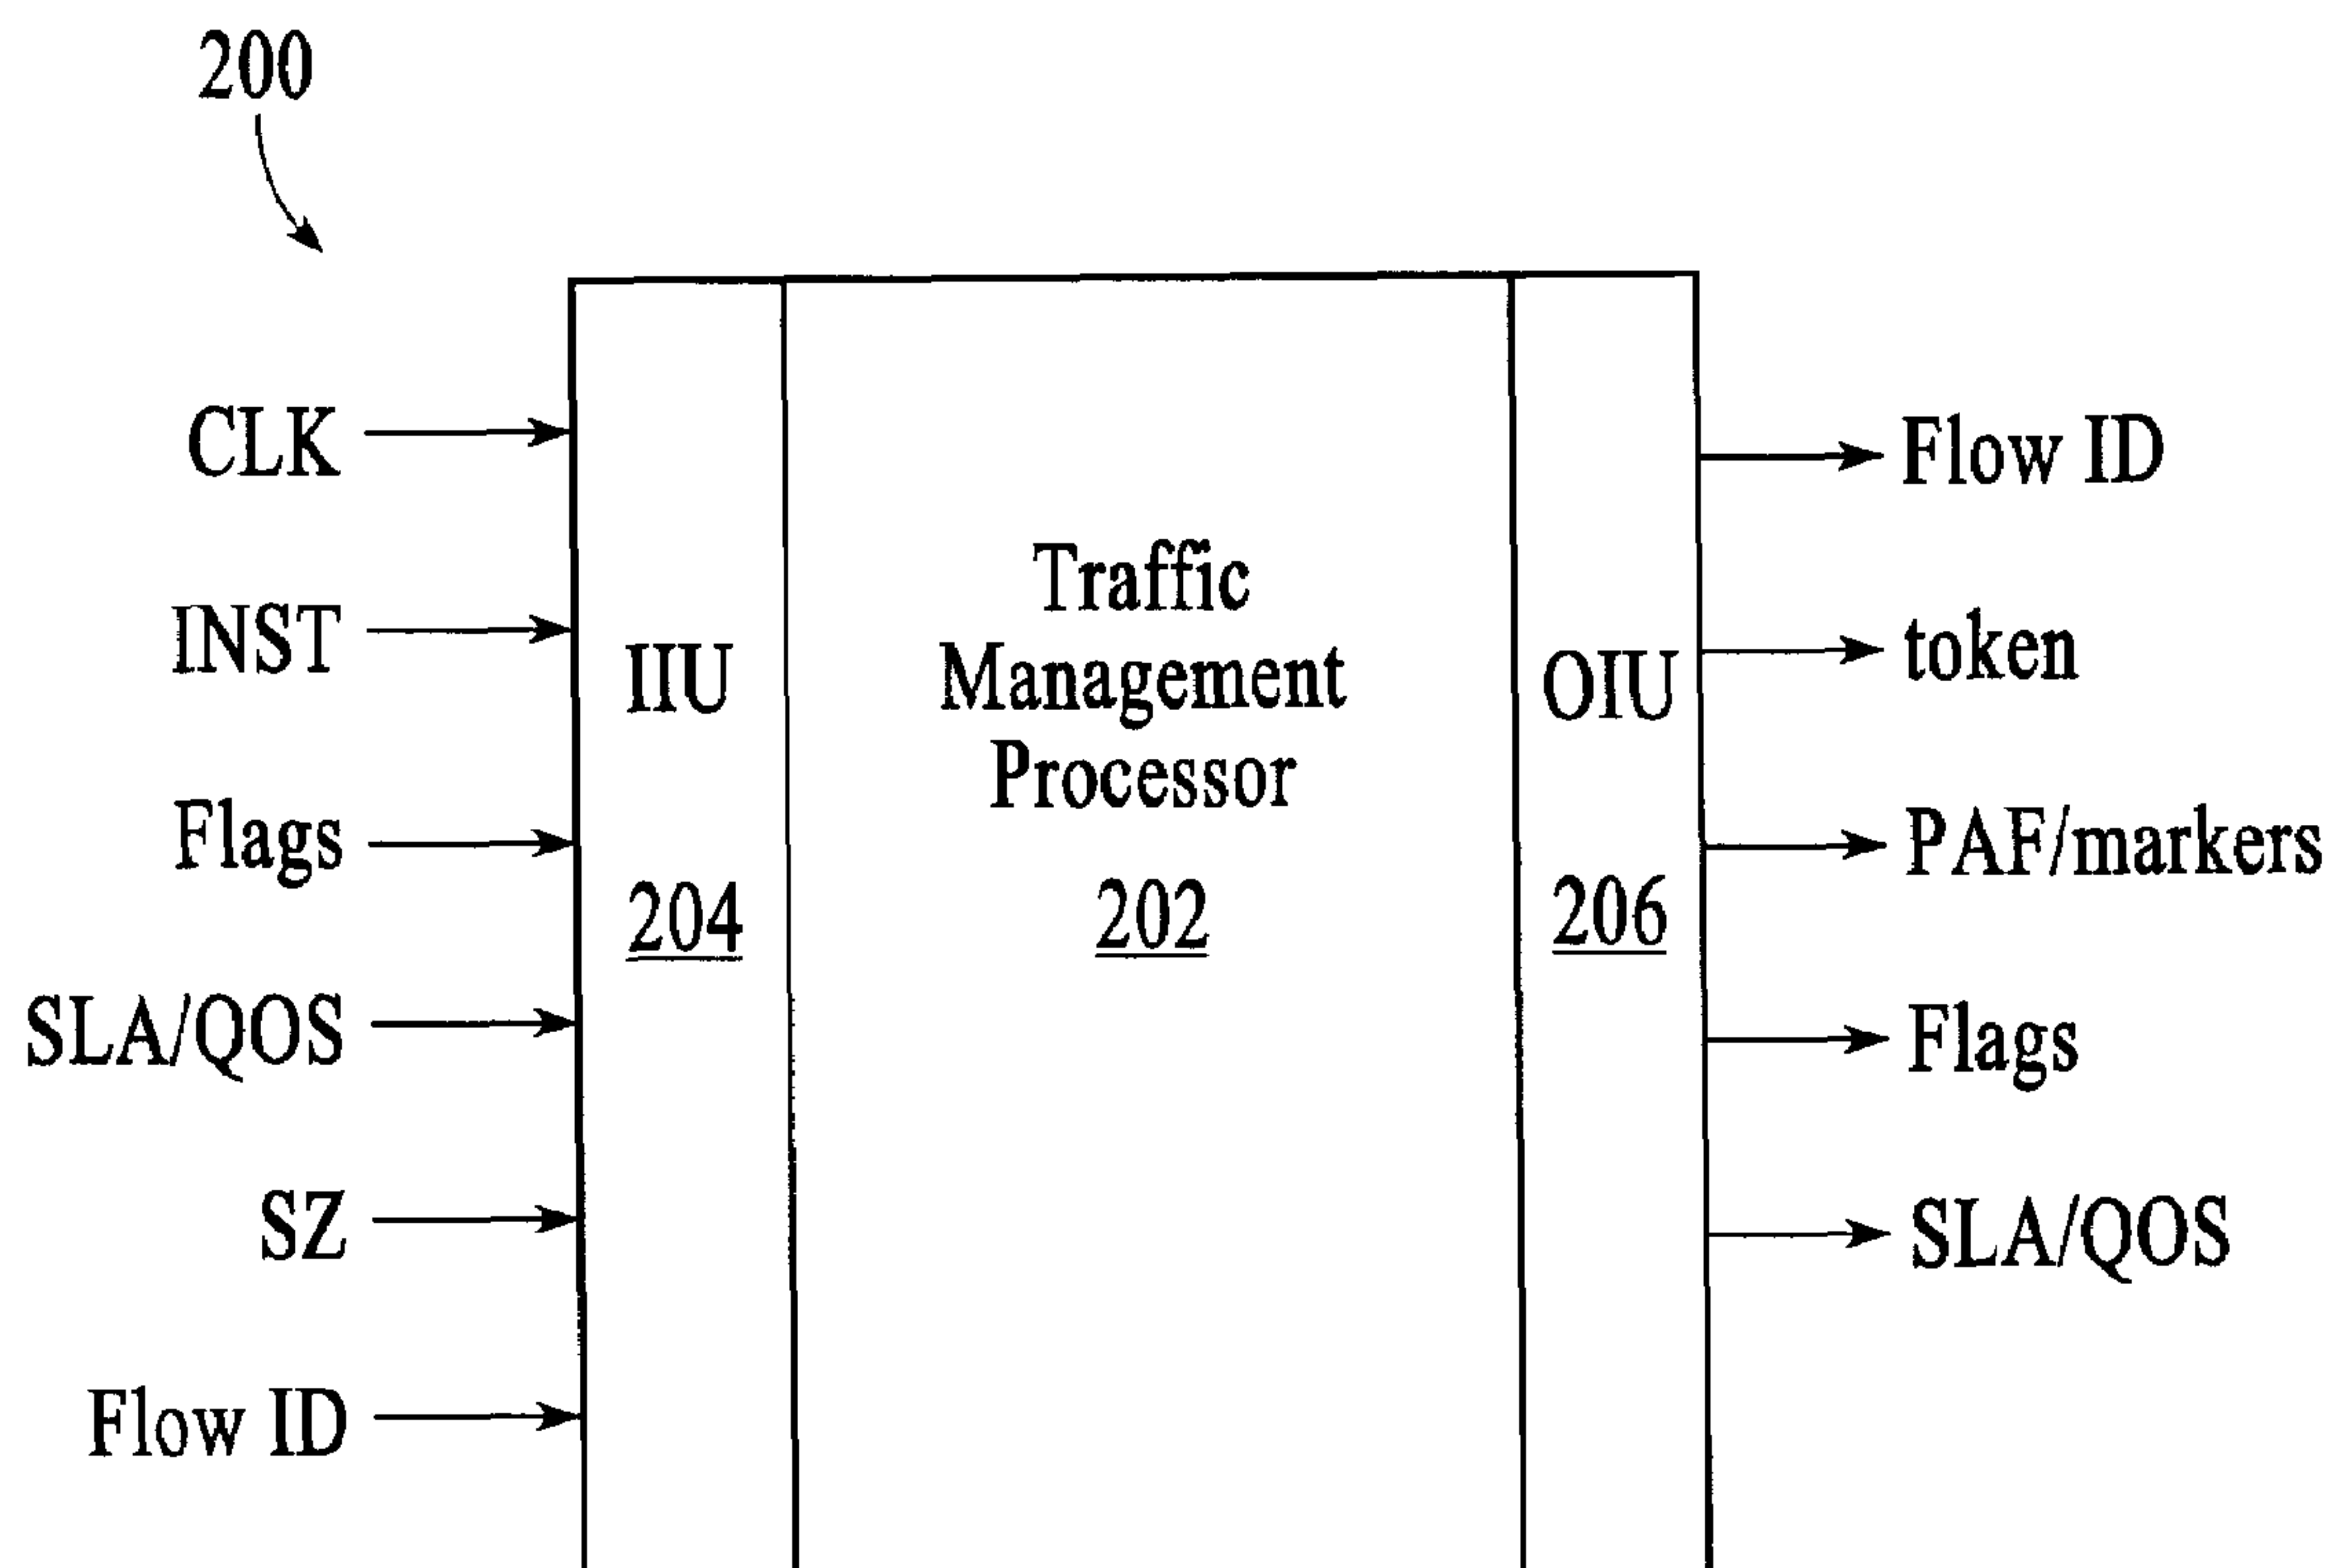 200
CLK
INST
Flags
SLA/QOS
SZ
Flow ID
IIU
204
Traffic
Management
Processor
202
OIU
206
Flow ID
token
PAF/markers
Flags
SLA/QOS